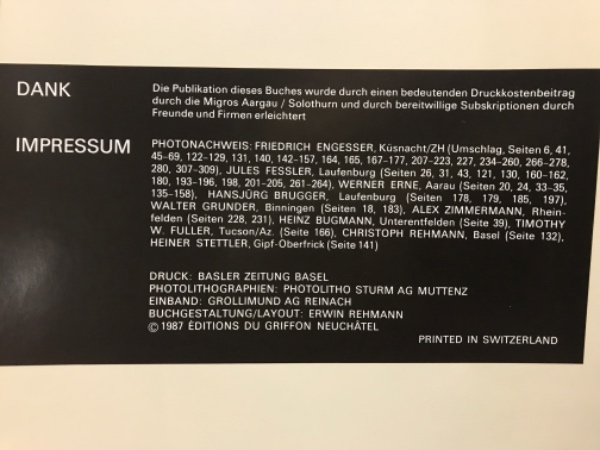 DANK
Die Publikation dieses Buches wurde durch einen bedeutenden Druckkostenbeitrag
durch die Migros Aargau / Solothurn und durch bereitwillige Subskriptionen durch
Freunde und Firmen erleichtert
IMPRESSUM
PHOTONACHWEIS: FRIEDRICH ENGESSER, Küsnacht/ZH (Umschlag, Seiten 6, 41,
45–69, 122–129, 131, 140, 142–157, 164, 165, 167–177, 207–223, 227, 234–260, 266–278,
280, 307–309), JULES FESSLER, Laufenburg (Seiten 26, 31, 43, 121, 130, 160–162,
180, 193–196, 198, 201–205, 261–264), WERNER ERNE, Aarau (Seiten 20, 24, 33–35,
135–158), HANSJÜRG BRUGGER, Laufenburg (Seiten 178, 179, 185, 197),
WALTER GRUNDER, Binningen (Seiten 18, 183), ALEX ZIMMERMANN, Rhein-
felden (Seiten 228, 231), HEINZ BUGMANN, Unterentfelden (Seite 39), TIMOTHY
W. FULLER, Tucson/Az. (Seite 166), CHRISTOPH REHMANN, Basel (Seite 132),
HEINER STETTLER, Gipf-Oberfrick (Seite 141)
DRUCK: BASLER ZEITUNG BASEL
PHOTOLITHOGRAPHIEN: PHOTOLITHO STURM AG MUTTENZ
EINBAND: GROLLIMUND AG REINACH
BUCHGESTALTUNG/LAYOUT: ERWIN REHMANN
© 1987 ÉDITIONS DU GRIFFON NEUCHÂTEL
PRINTED IN SWITZERLAND